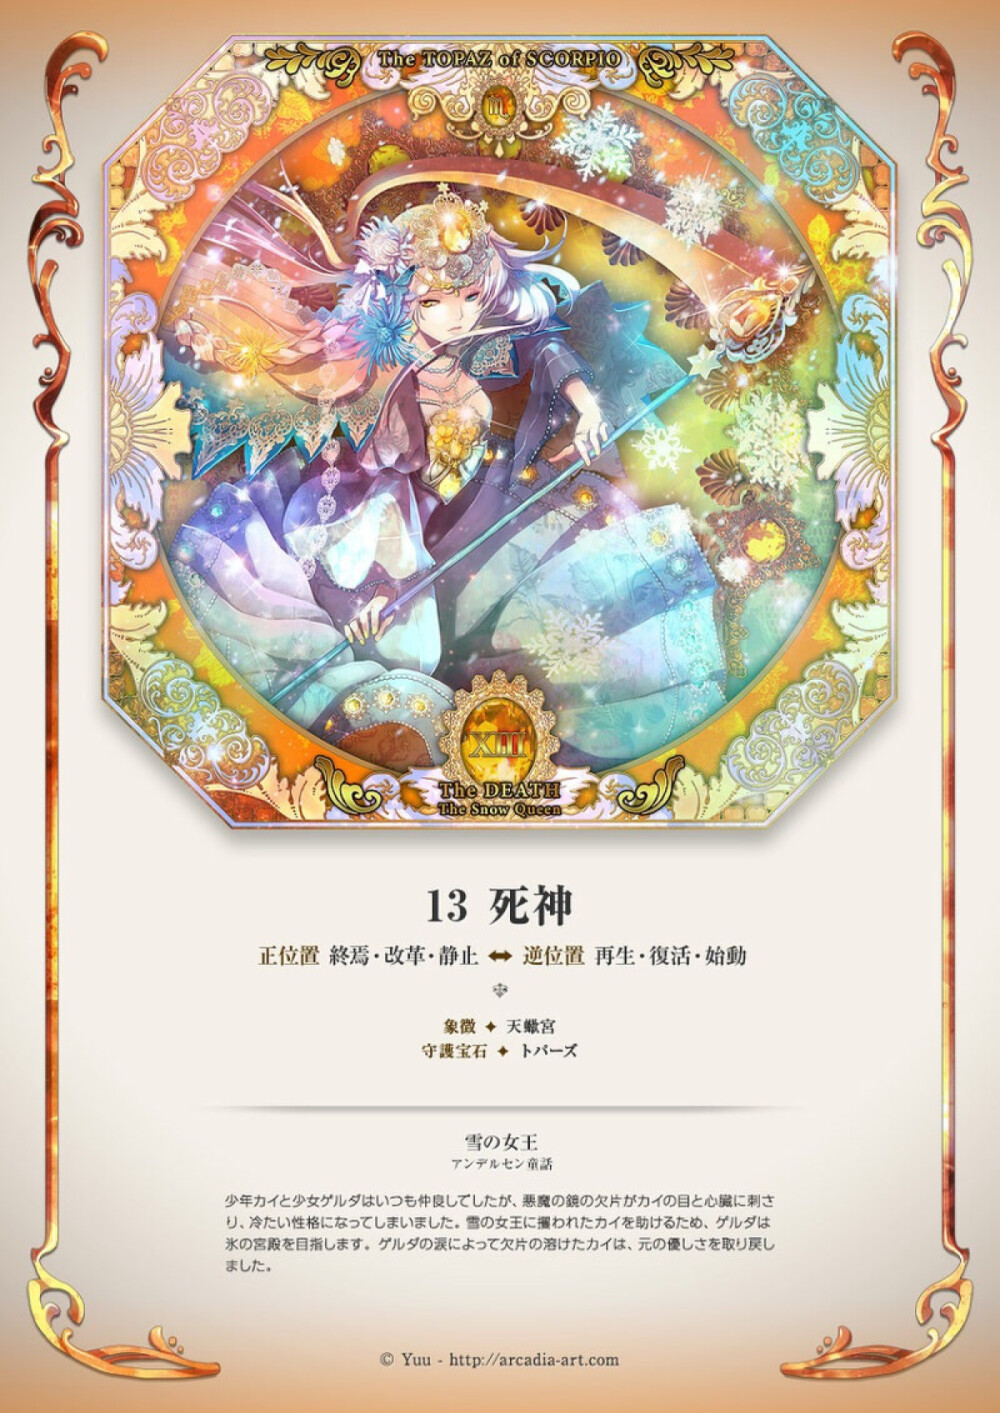 The TOPAZ of SCORPIO
♏
XIII
The DEATH
The Snow Queen
13 死神
正位置 終焉・改革・静止 ⬌ 逆位置 再生・復活・始動
象徴 ✦ 天蠍宮
守護宝石 ✦ トパーズ
雪の女王
アンデルセン童話
少年カイと少女ゲルダはいつも仲良しでしたが、悪魔の鏡の欠片がカイの目と心臓に刺さ
り、冷たい性格になってしまいました。雪の女王に攫われたカイを助けるため、ゲルダは
氷の宮殿を目指します。ゲルダの涙によって欠片の溶けたカイは、元の優しさを取り戻し
ました。
© Yuu - http://arcadia-art.com